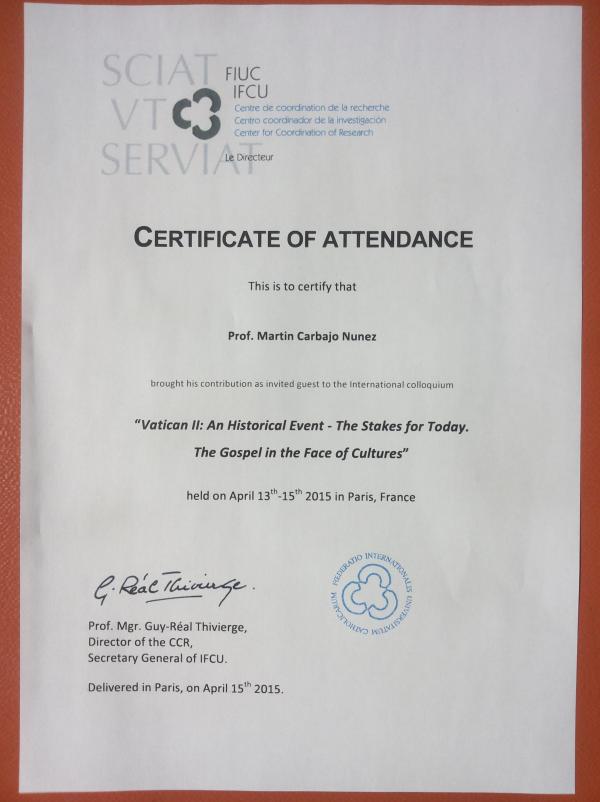 SCIAT
VT
SERVIAT
FIUC
IFCU
Centre de coordination de la recherche
Centro coordinador de la investigación
Center for Coordination of Research
Le Directeur
CERTIFICATE OF ATTENDANCE
This is to certify that
Prof. Martin Carbajo Nunez
brought his contribution as invited guest to the International colloquium
“Vatican II: An Historical Event - The Stakes for Today.
The Gospel in the Face of Cultures”
held on April 13th-15th 2015 in Paris, France
G. Réal Thivierge.
FŒDERATIO INTERNATIONALIS UNIVERSITATUM CATHOLICARUM
Prof. Mgr. Guy-Réal Thivierge,
Director of the CCR,
Secretary General of IFCU.
Delivered in Paris, on April 15th 2015.